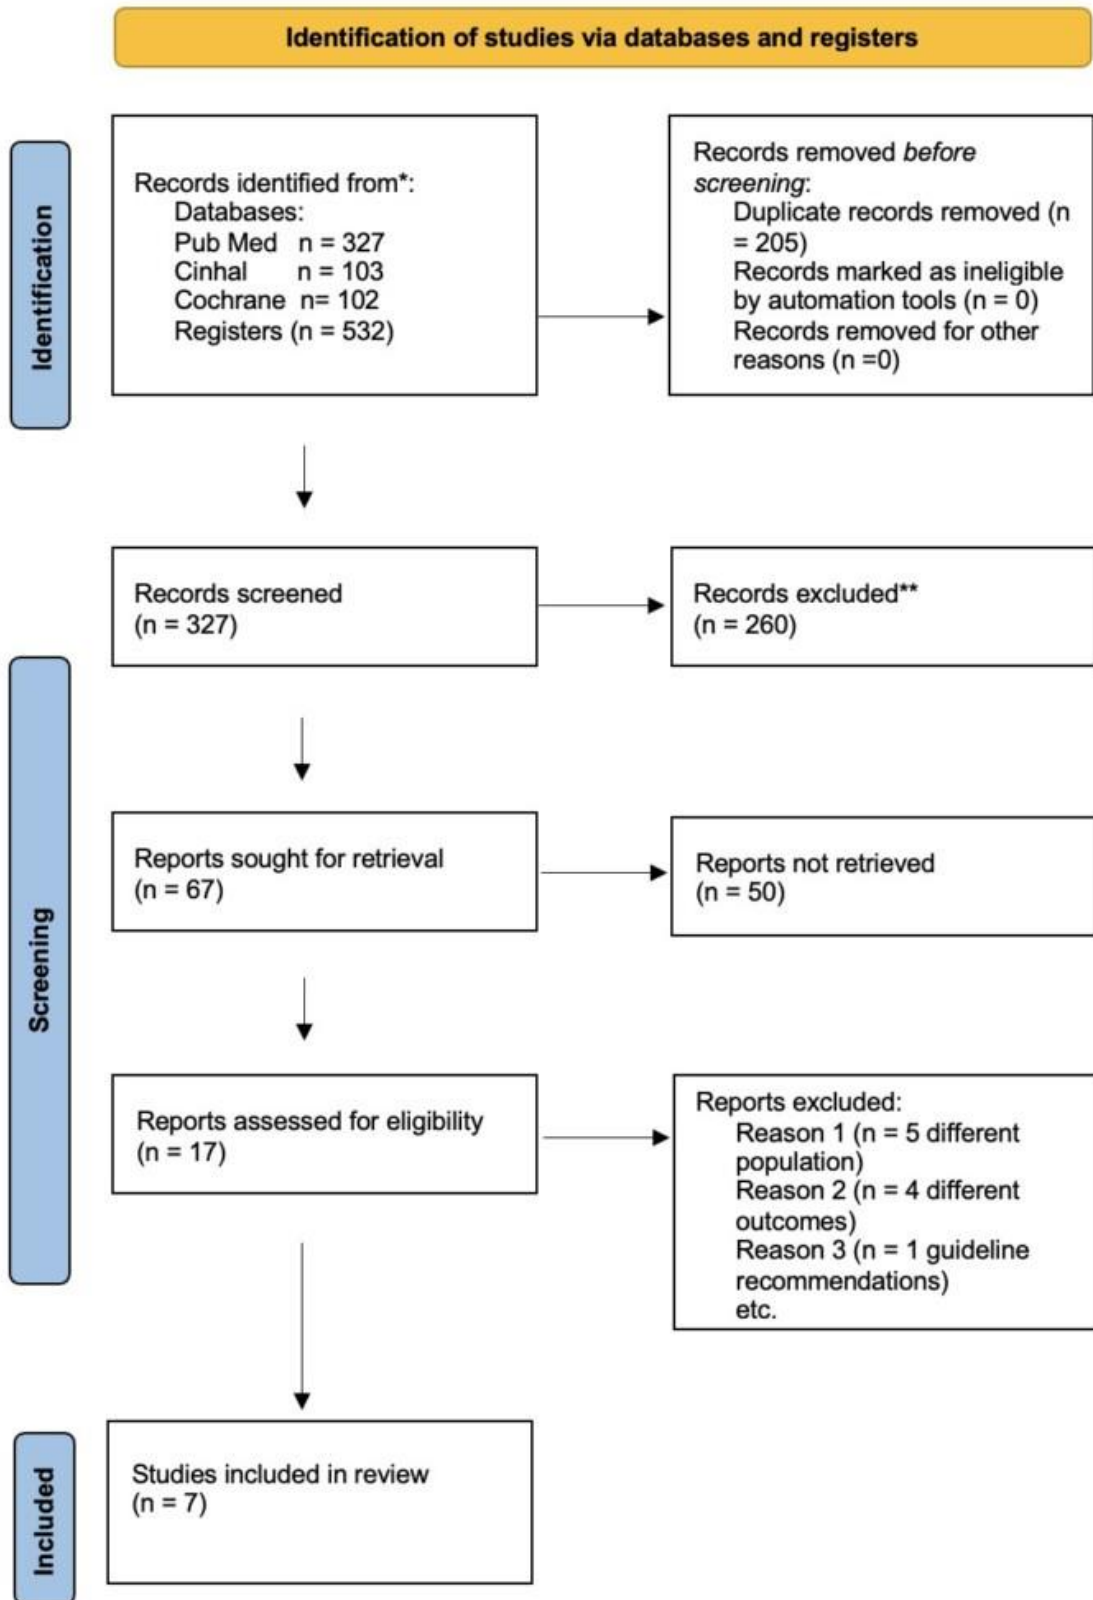 Identification of studies via databases and registers
Identification
Records identified from*:
Databases:
Pub Med n = 327
Cinhal n = 103
Cochrane n= 102
Registers (n = 532)
Records removed before
screening:
Duplicate records removed (n
= 205)
Records marked as ineligible
by automation tools (n = 0)
Records removed for other
reasons (n =0)
Screening
Records screened
(n = 327)
Records excluded**
(n = 260)
Reports sought for retrieval
(n = 67)
Reports not retrieved
(n = 50)
Reports assessed for eligibility
(n = 17)
Reports excluded:
Reason 1 (n = 5 different
population)
Reason 2 (n = 4 different
outcomes)
Reason 3 (n = 1 guideline
recommendations)
etc.
Included
Studies included in review
(n = 7)